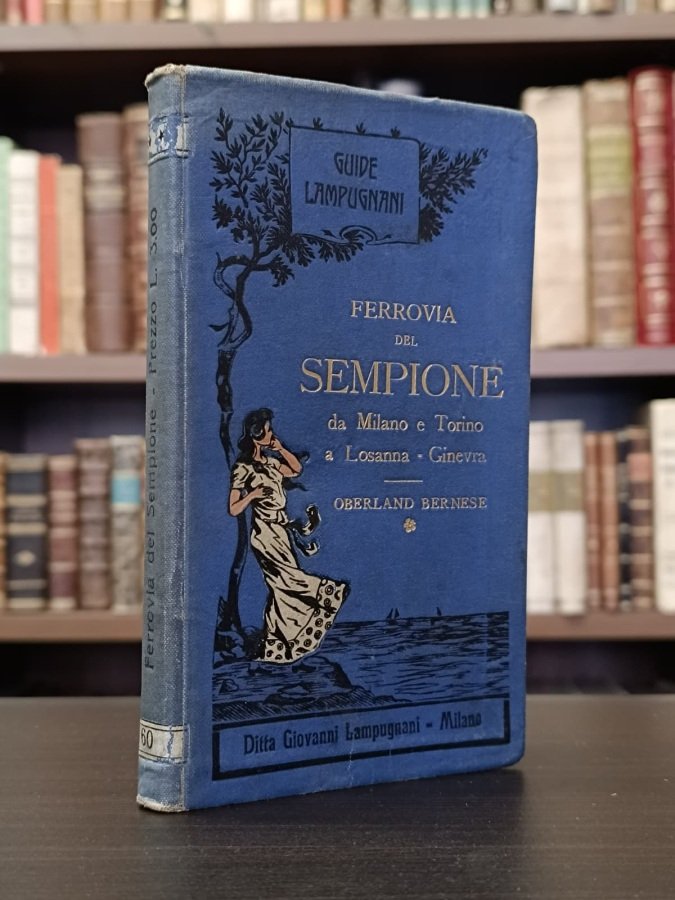 GUIDE
LAMPUGNANI
FERROVIA
DEL
SEMPIONE
da Milano e Torino
a Losanna - Ginevra
OBERLAND BERNESE
Ditta Giovanni Lampugnani - Milano
Ferrovia del Sempione - Prezzo L. 3.00
60